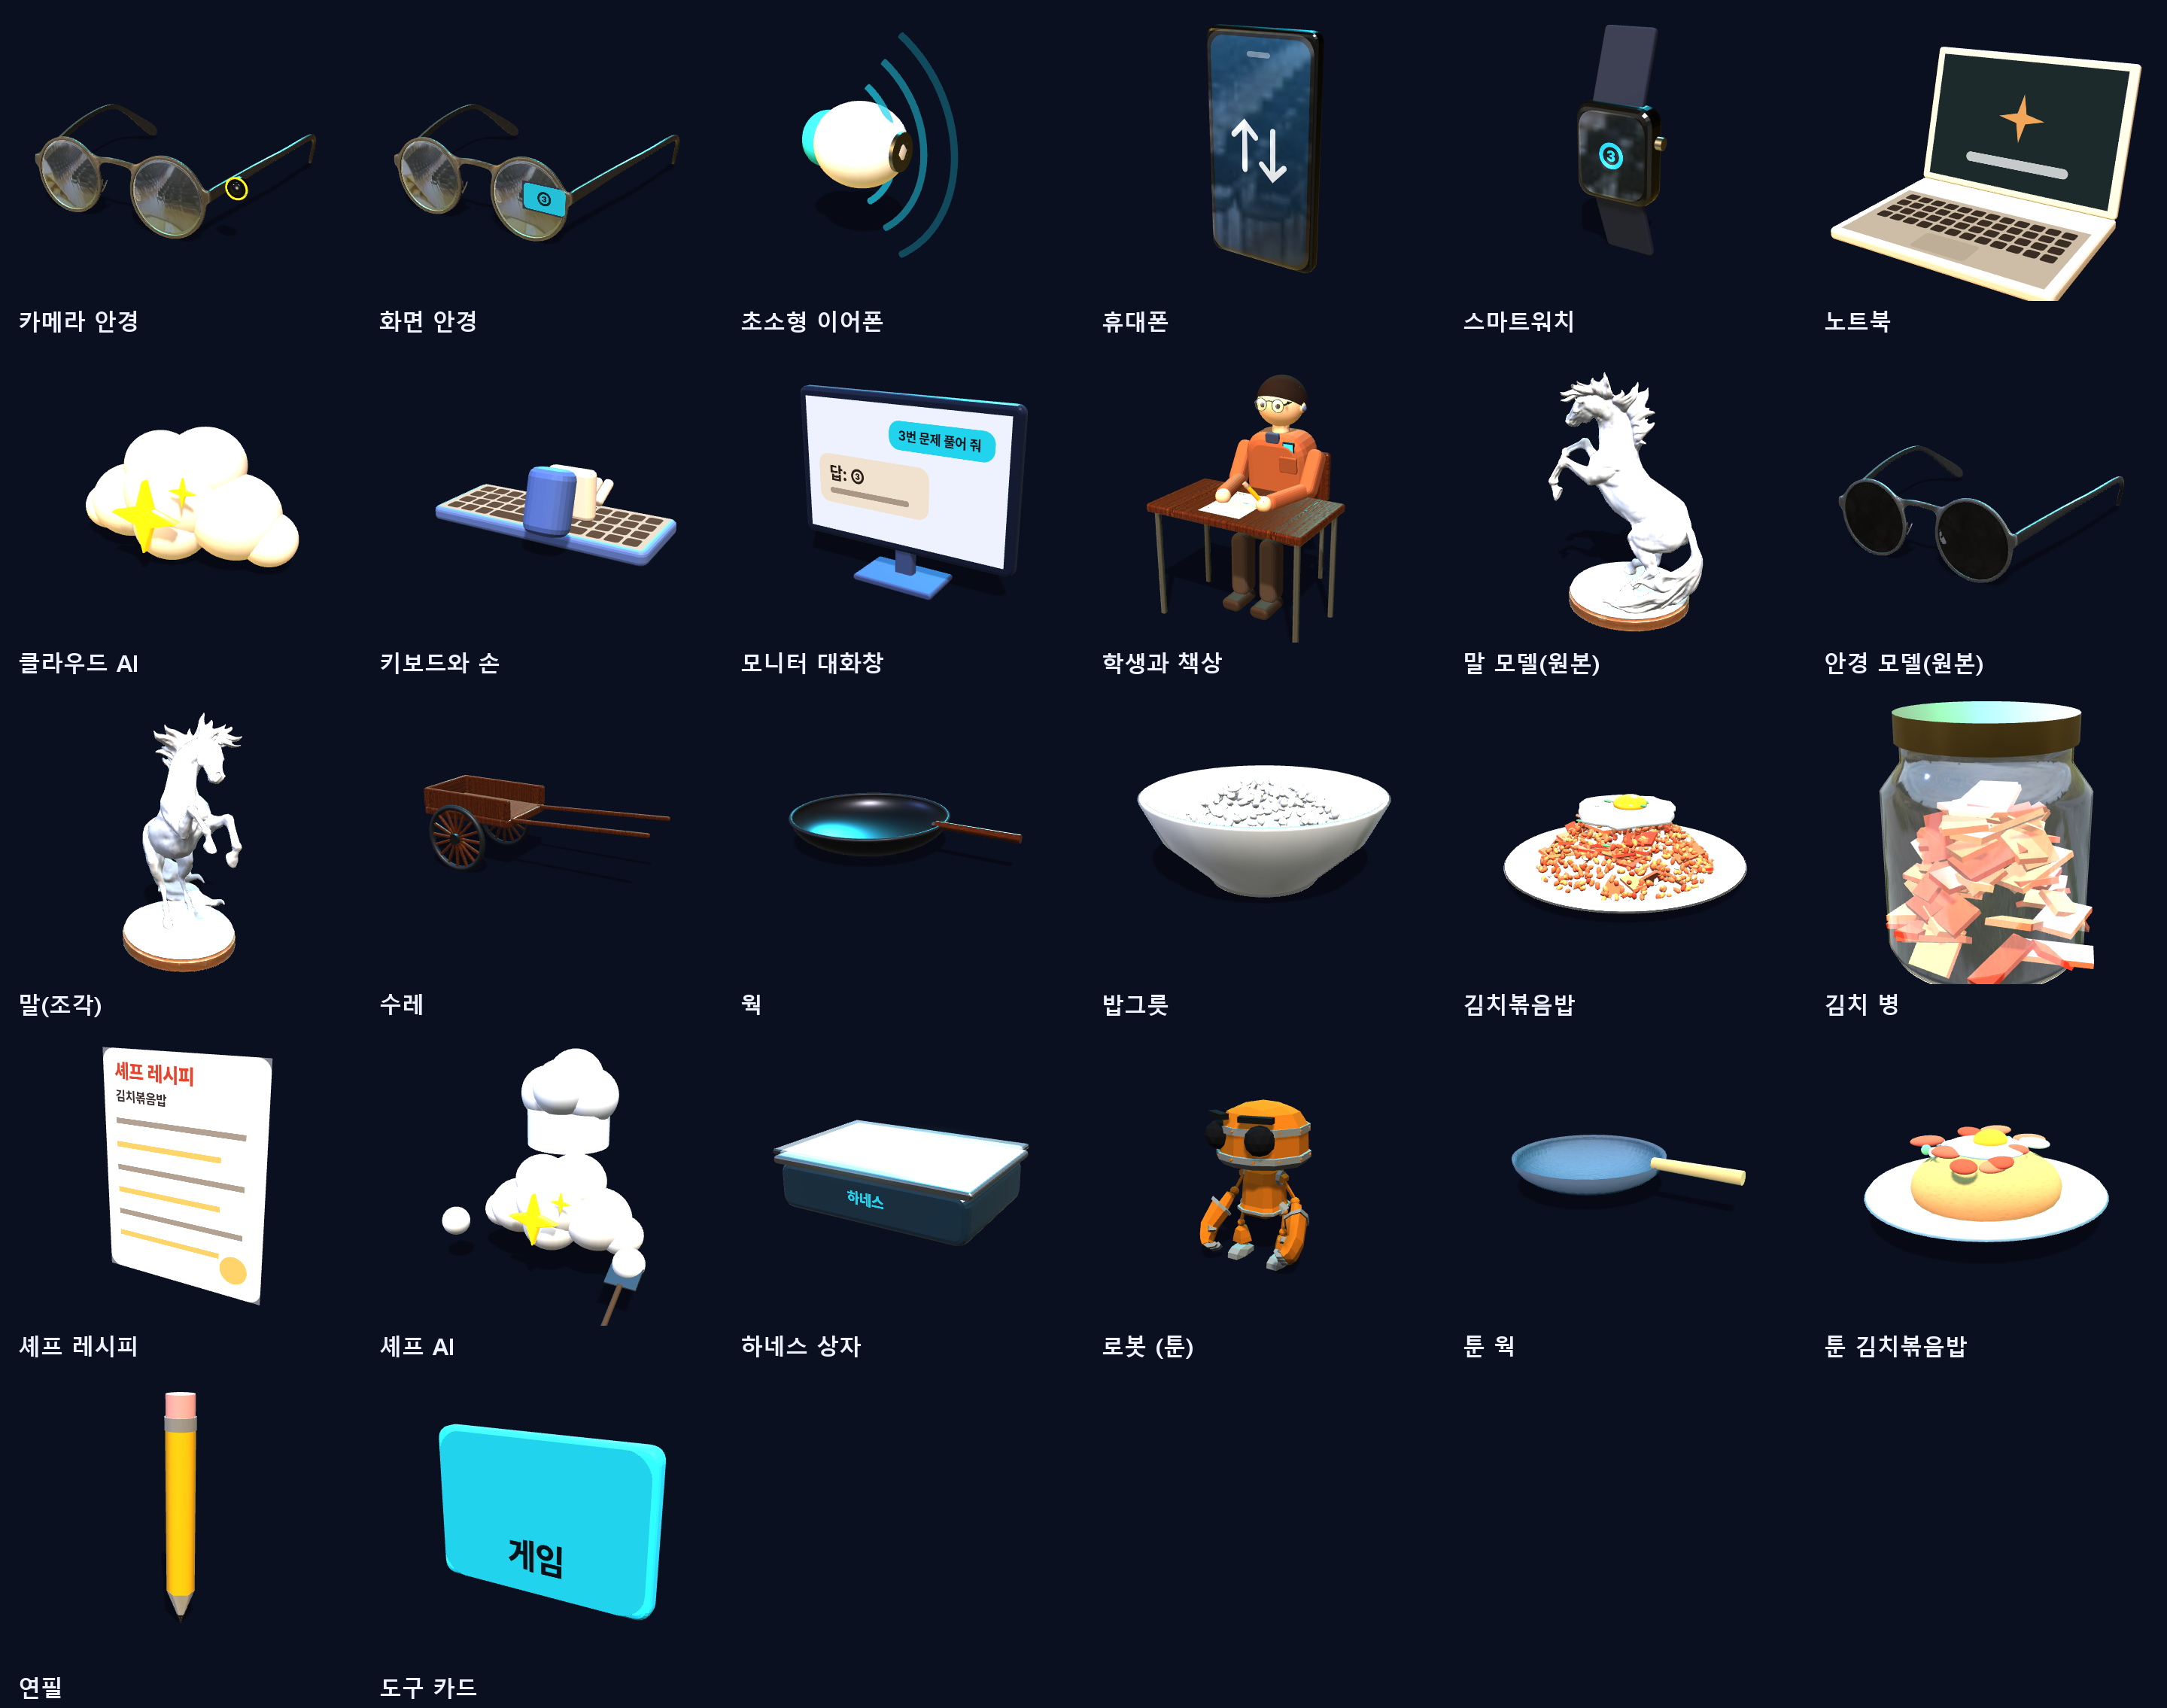 ③
③
카메라 안경
화면 안경
초소형 이어폰
휴대폰
스마트워치
노트북
3번 문제 풀어 줘
답: ③
클라우드 AI
키보드와 손
모니터 대화창
학생과 책상
말 모델(원본)
안경 모델(원본)
말(조각)
수레
웍
밥그릇
김치볶음밥
김치 병
셰프 레시피
김치볶음밥
하네스
셰프 레시피
셰프 AI
하네스 상자
로봇 (툰)
툰 웍
툰 김치볶음밥
게임
연필
도구 카드